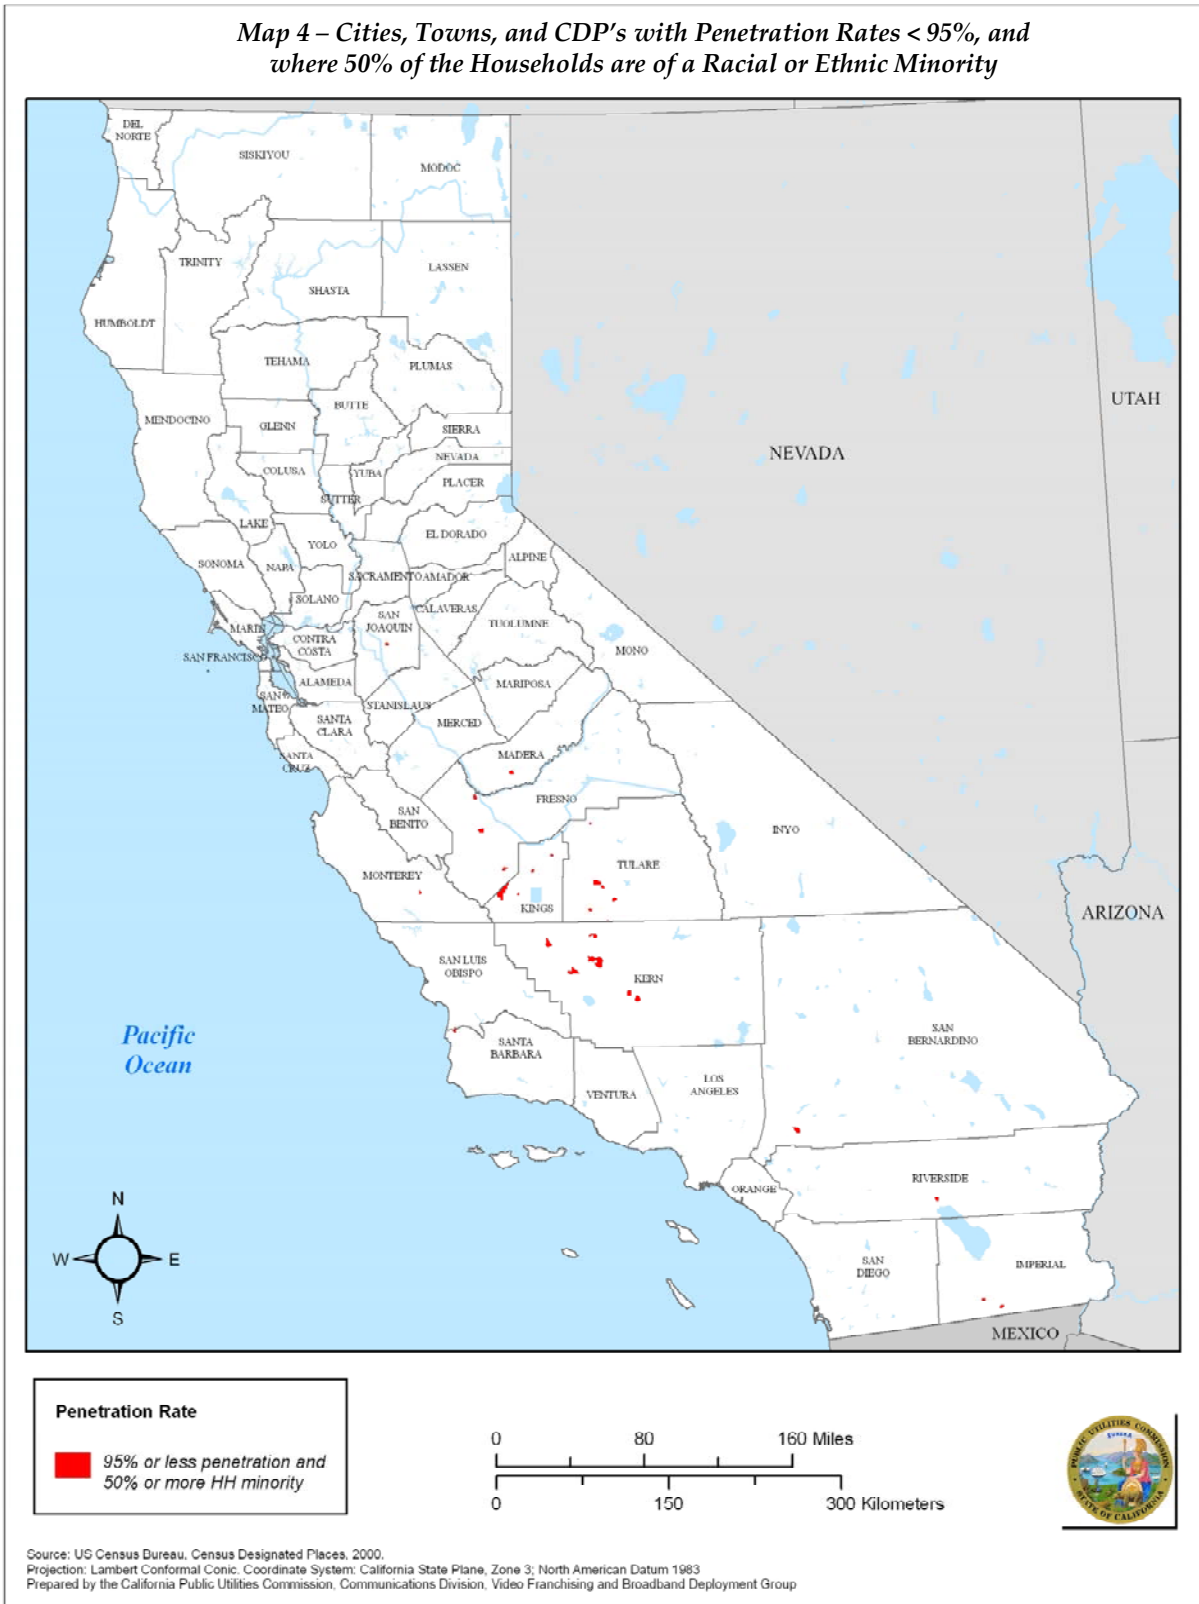 Map 4 – Cities, Towns, and CDP's with Penetration Rates < 95%, and
where 50% of the Households are of a Racial or Ethnic Minority
DEL
NORTE
SISKIYOU
MODOC
TRINITY
SHASTA
LASSEN
HUMBOLDT
TEHAMA
PLUMAS
MENDOCINO
GLENN
BUTTE
SIERRA
NEVADA
COLUSA
YUBA
PLACER
SUTTER
LAKE
EL DORADO
YOLO
ALPINE
SONOMA
NAPA
SACRAMENTO
AMADOR
SOLANO
CALAVERAS
SAN
JOAQUIN
TUOLUMNE
MARIN
CONTRA
COSTA
MONO
SAN FRANCISCO
ALAMEDA
MARIPOSA
SAN
MATEO
STANISLAUS
SANTA
CLARA
MERCED
SANTA
CRUZ
MADERA
FRESNO
SAN
BENITO
INYO
MONTEREY
TULARE
KINGS
SAN LUIS
OBISPO
KERN
SANTA
BARBARA
SAN
BERNARDINO
VENTURA
LOS
ANGELES
ORANGE
RIVERSIDE
SAN
DIEGO
IMPERIAL
NEVADA
UTAH
ARIZONA
MEXICO
Pacific
Ocean
N
W
E
S
Penetration Rate
95% or less penetration and
50% or more HH minority
0 80 160 Miles
0 150 300 Kilometers
PUBLIC UTILITIES COMMISSION
EUREKA
STATE OF CALIFORNIA
Source: US Census Bureau. Census Designated Places, 2000.
Projection: Lambert Conformal Conic. Coordinate System: California State Plane, Zone 3; North American Datum 1983
Prepared by the California Public Utilities Commission, Communications Division, Video Franchising and Broadband Deployment Group